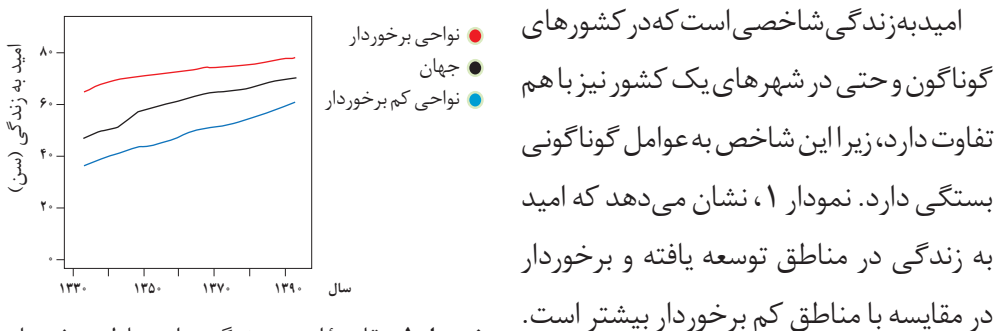 امید به زندگی شاخصی است که در کشورهای
گوناگون و حتی در شهرهای یک کشور نیز با هم
تفاوت دارد، زیرا این شاخص به عوامل گوناگونی
بستگی دارد. نمودار ۱، نشان می‌دهد که امید
به زندگی در مناطق توسعه یافته و برخوردار
در مقایسه با مناطق کم برخوردار بیشتر است.
نواحی برخوردار
جهان
نواحی کم برخوردار
امید به زندگی (سن)
۸۰
۶۰
۴۰
۲۰
۰
۱۳۳۰ ۱۳۵۰ ۱۳۷۰ ۱۳۹۰ سال